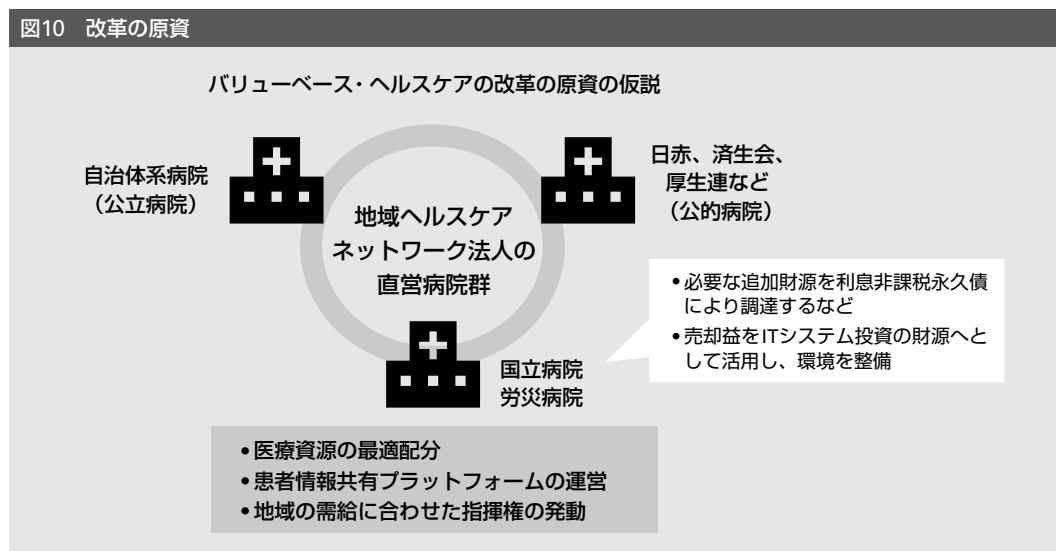 図10　改革の原資
バリューベース・ヘルスケアの改革の原資の仮説
自治体系病院
（公立病院）
日赤、済生会、
厚生連など
（公的病院）
地域ヘルスケア
ネットワーク法人の
直営病院群
•必要な追加財源を利息非課税永久債
により調達するなど
•売却益をITシステム投資の財源へと
して活用し、環境を整備
国立病院
労災病院
•医療資源の最適配分
•患者情報共有プラットフォームの運営
•地域の需給に合わせた指揮権の発動